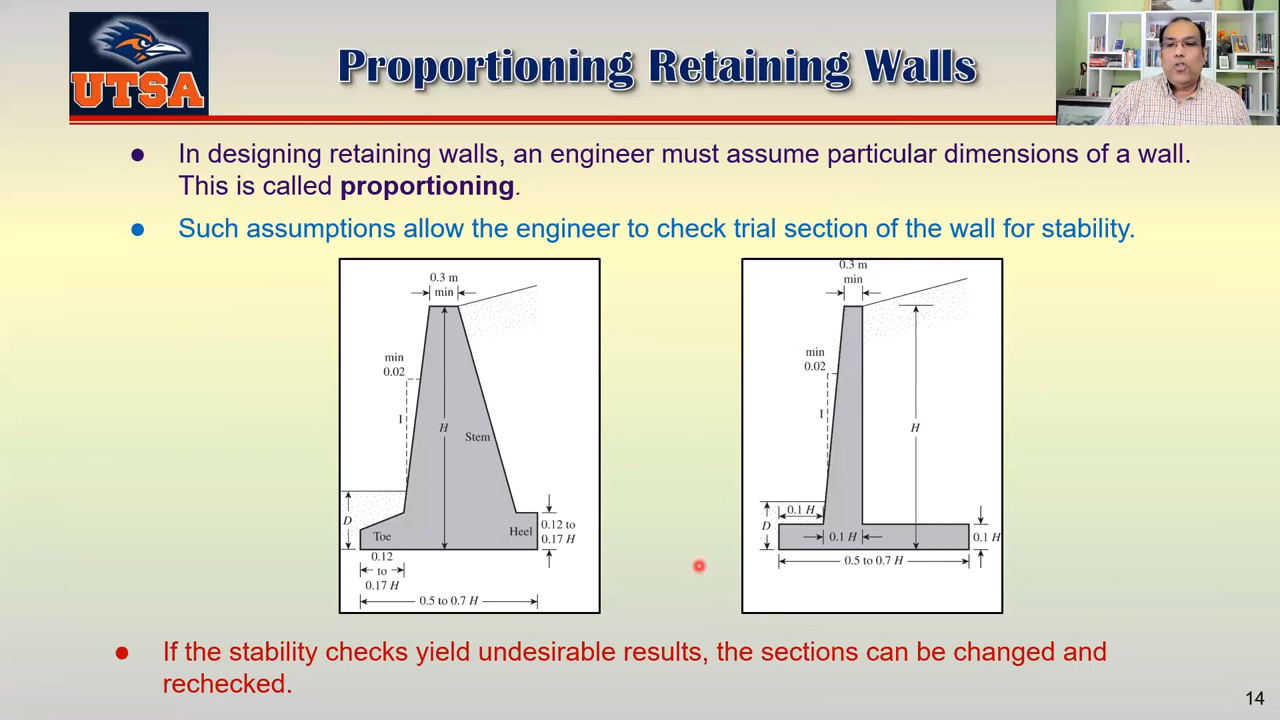 UTSA
Proportioning Retaining Walls
In designing retaining walls, an engineer must assume particular dimensions of a wall.
This is called proportioning.
Such assumptions allow the engineer to check trial section of the wall for stability.
0.3 m
min
min
0.02
I
H
Stem
D
Toe
Heel
0.12 to
0.17 H
0.12
to
0.17 H
0.5 to 0.7 H
0.3 m
min
min
0.02
I
H
0.1 H
D
0.1 H
0.1 H
0.5 to 0.7 H
If the stability checks yield undesirable results, the sections can be changed and
rechecked.
14